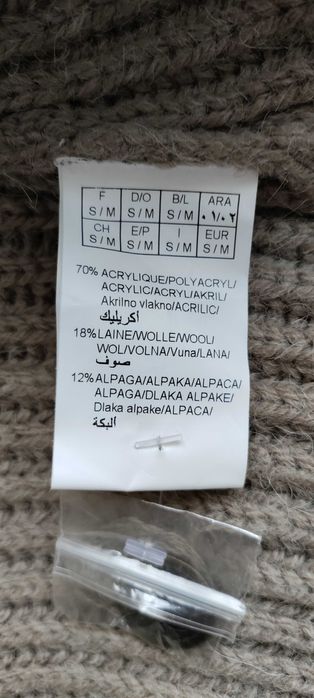 F D/O B/L ARA
S/M S/M S/M ٠١/٠٢
CH E/P I EUR
S/M S/M S/M S/M
70% ACRYLIQUE/POLYACRYL/
ACRYLIC/ACRYL/AKRIL/
Akrilno vlakno/ACRILIC/
أكريليك
18% LAINE/WOLLE/WOOL/
WOL/VOLNA/Vuna/LANA/
صوف
12% ALPAGA/ALPAKA/ALPACA/
ALPAGA/DLAKA ALPAKE/
Dlaka alpake/ALPACA/
البكة